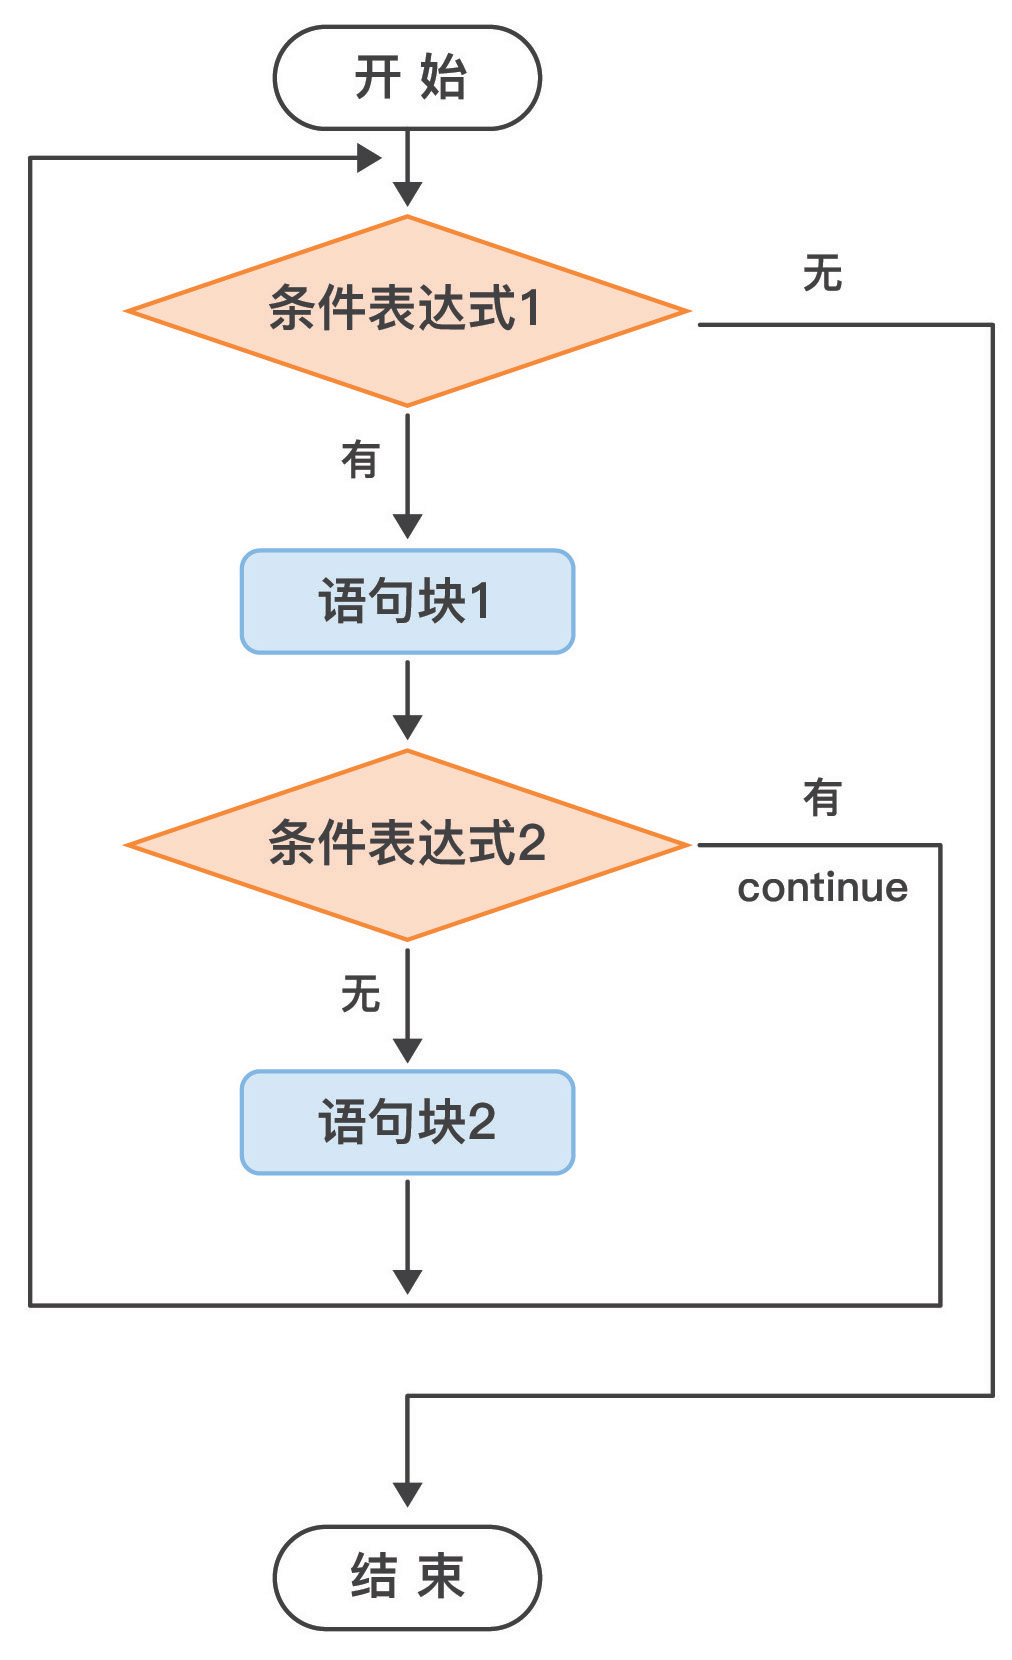 开 始
条件表达式1
无
有
语句块1
条件表达式2
有
continue
无
语句块2
结 束